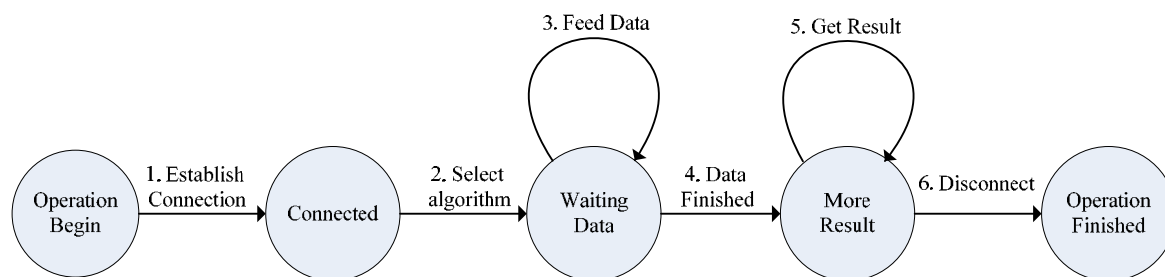 3. Feed Data
5. Get Result
1. Establish
Connection
2. Select
algorithm
4. Data
Finished
6. Disconnect
Operation
Begin
Connected
Waiting
Data
More
Result
Operation
Finished